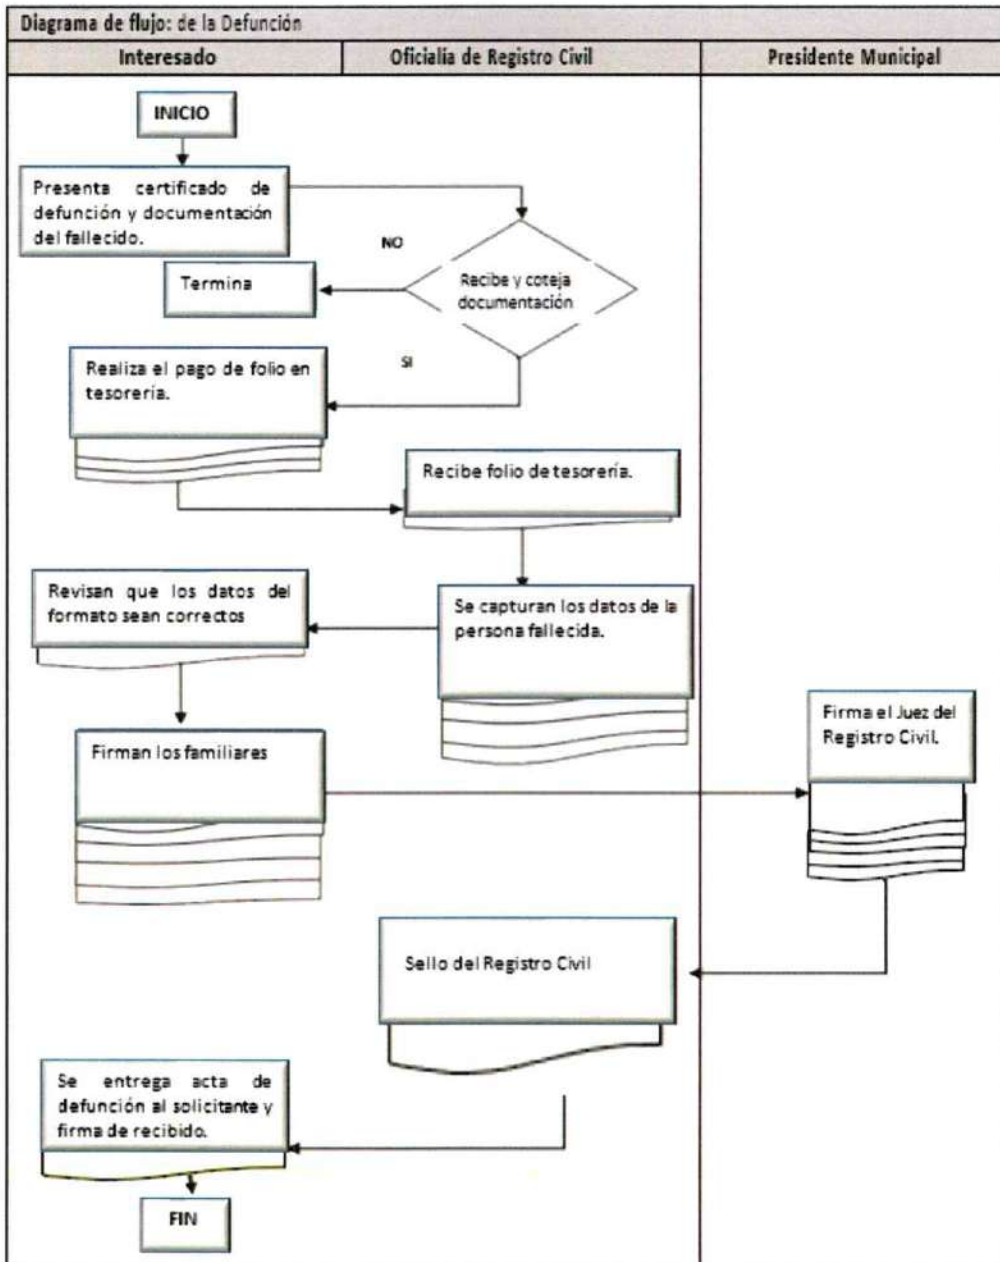 Diagrama de flujo: de la Defunción
Interesado
Oficialia de Registro Civil
Presidente Municipal
INICIO
Presenta certificado de
defunción y documentación
del fallecido.
NO
Recibe y coteja
documentación
Termina
SI
Realiza el pago de folio en
tesorería.
Recibe folio de tesorería.
Revisan que los datos del
formato sean correctos
Se capturan los datos de la
persona fallecida.
Firman los familiares
Firma el Juez del
Registro Civil.
Sello del Registro Civil
Se entrega acta de
defunción al solicitante y
firma de recibido.
FIN